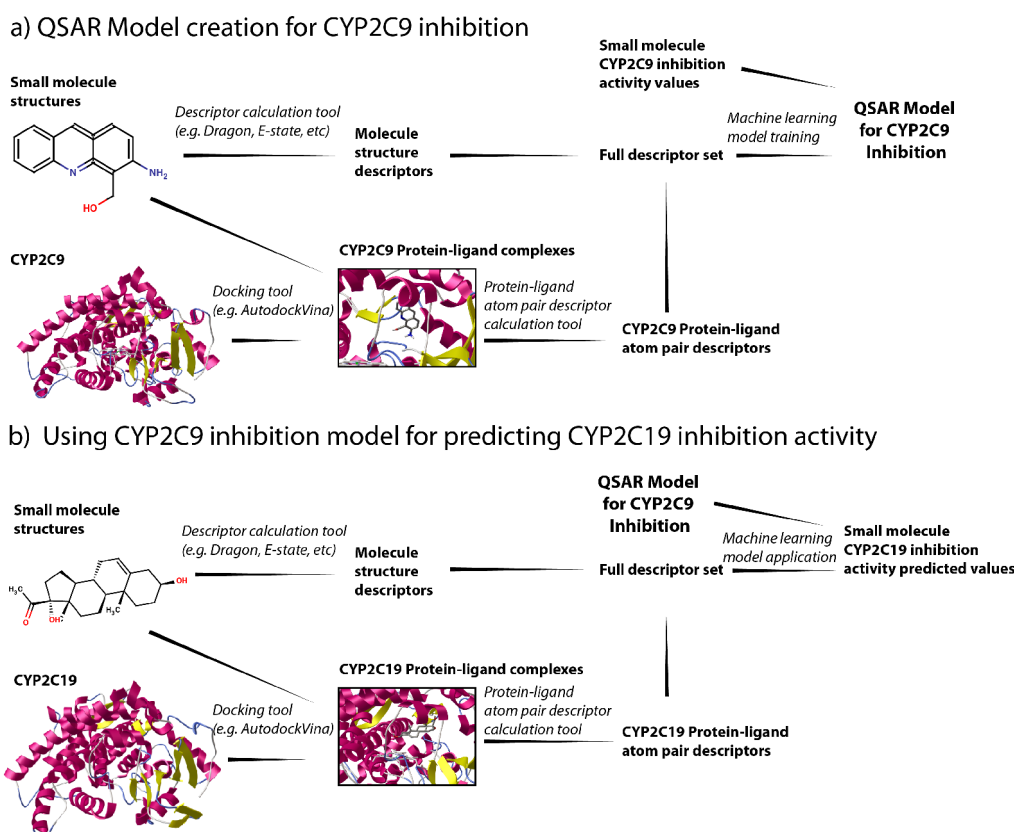 a) QSAR Model creation for CYP2C9 inhibition
Small molecule
structures
Descriptor calculation tool
(e.g. Dragon, E-state, etc)
Molecule
structure
descriptors
Small molecule
CYP2C9 inhibition
activity values
Full descriptor set
Machine learning
model training
QSAR Model
for CYP2C9
Inhibition
N
NH₂
HO
CYP2C9
Docking tool
(e.g. AutodockVina)
CYP2C9 Protein-ligand complexes
Protein-ligand
atom pair descriptor
calculation tool
CYP2C9 Protein-ligand
atom pair descriptors
b) Using CYP2C9 inhibition model for predicting CYP2C19 inhibition activity
Small molecule
structures
Descriptor calculation tool
(e.g. Dragon, E-state, etc)
Molecule
structure
descriptors
QSAR Model
for CYP2C9
Inhibition
Full descriptor set
Machine learning
model application
Small molecule
CYP2C19 inhibition
activity predicted values
OH
H₃C
O
OH
H₃C
CYP2C19
Docking tool
(e.g. AutodockVina)
CYP2C19 Protein-ligand complexes
Protein-ligand
atom pair descriptor
calculation tool
CYP2C19 Protein-ligand
atom pair descriptors